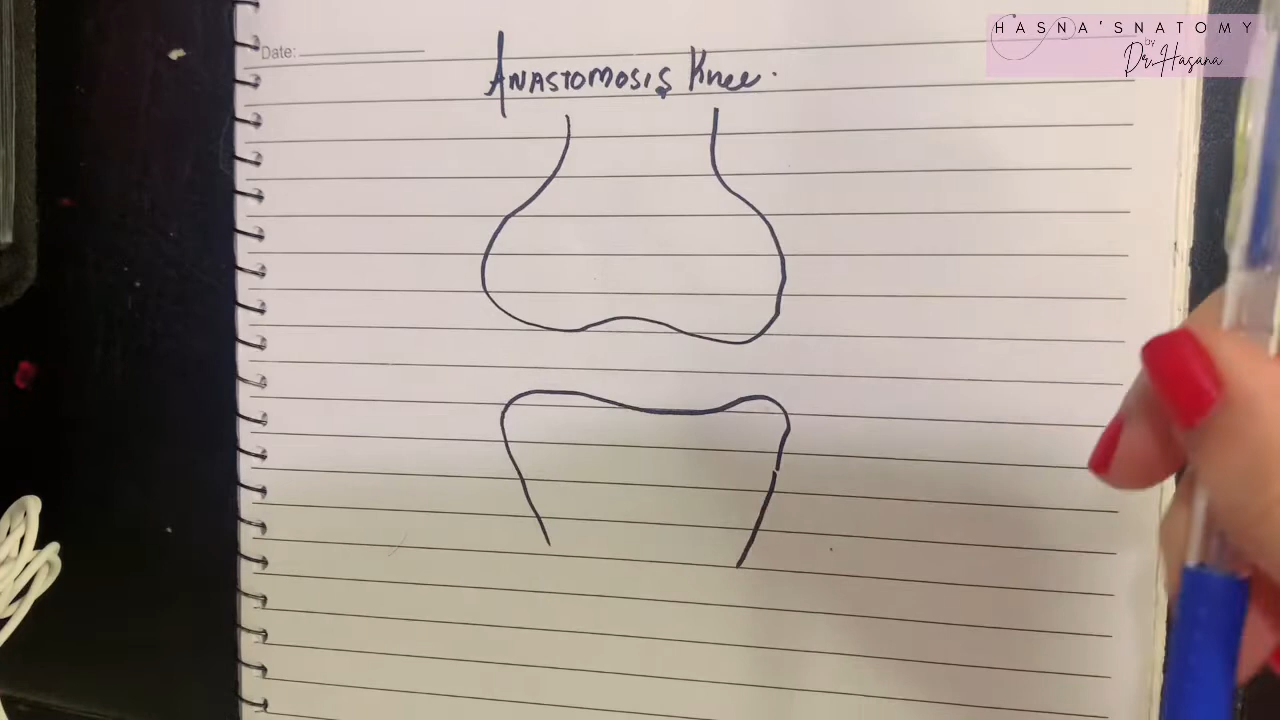 HASNA'SNATOMY
by
Dr.Hasana
Date:
ANASTOMOSIS Knee.